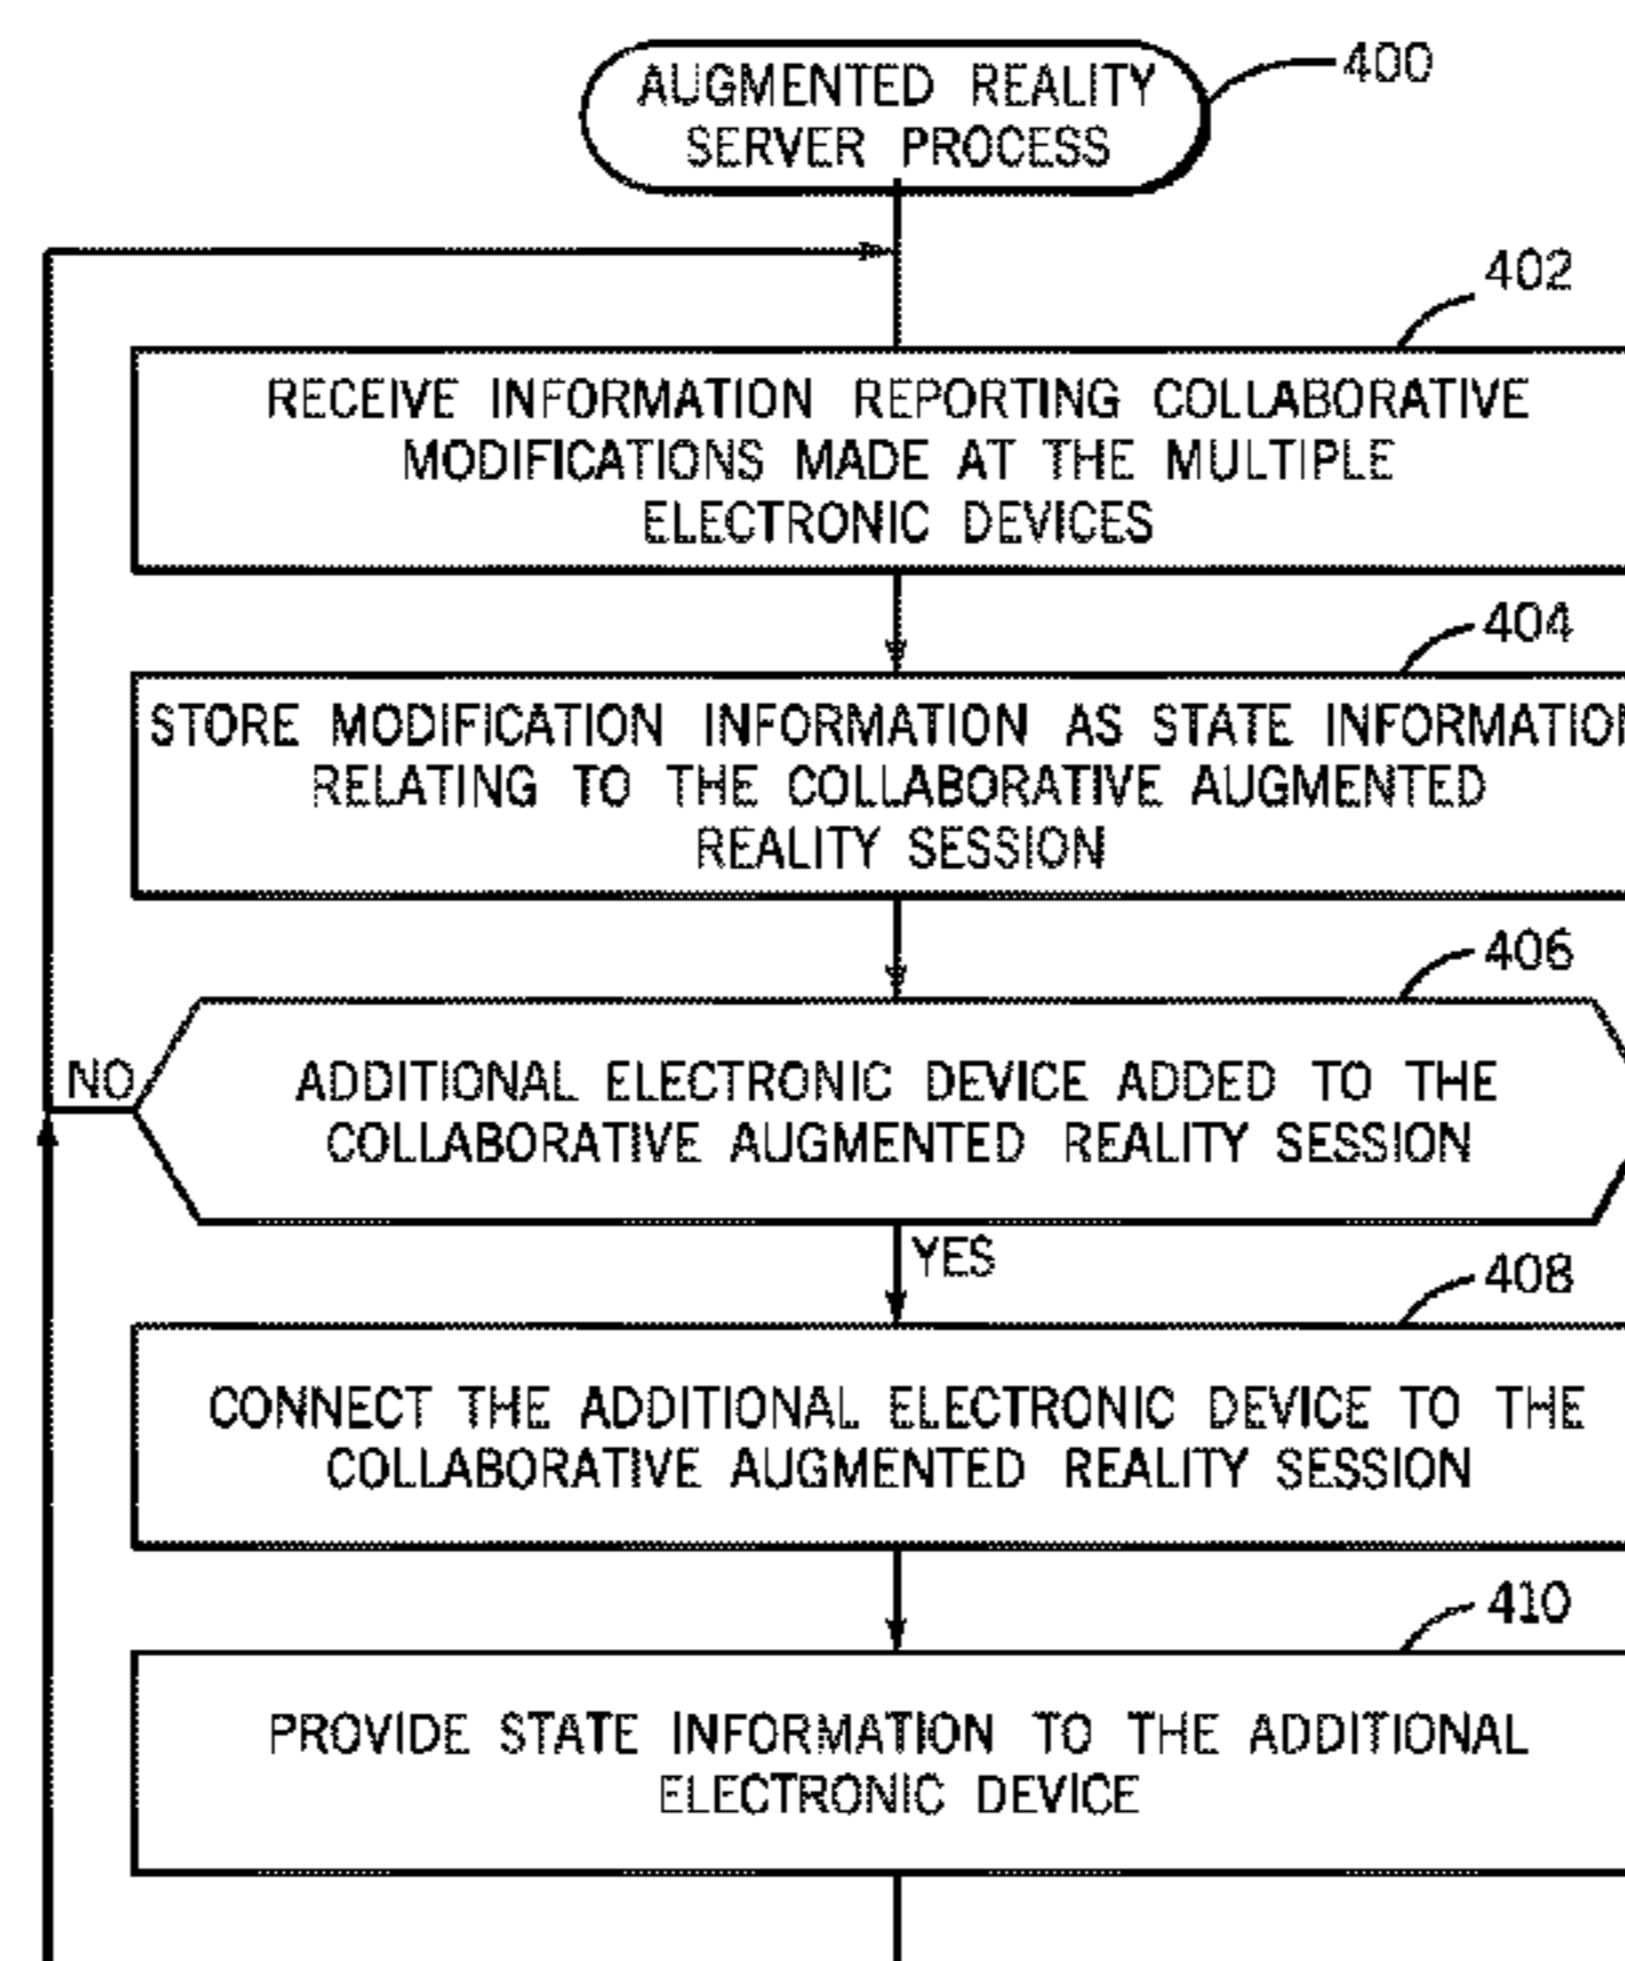 AUGMENTED REALITY
SERVER PROCESS
400
402
RECEIVE INFORMATION REPORTING COLLABORATIVE
MODIFICATIONS MADE AT THE MULTIPLE
ELECTRONIC DEVICES
404
STORE MODIFICATION INFORMATION AS STATE INFORMATION
RELATING TO THE COLLABORATIVE AUGMENTED
REALITY SESSION
406
NO
ADDITIONAL ELECTRONIC DEVICE ADDED TO THE
COLLABORATIVE AUGMENTED REALITY SESSION
YES
408
CONNECT THE ADDITIONAL ELECTRONIC DEVICE TO THE
COLLABORATIVE AUGMENTED REALITY SESSION
410
PROVIDE STATE INFORMATION TO THE ADDITIONAL
ELECTRONIC DEVICE